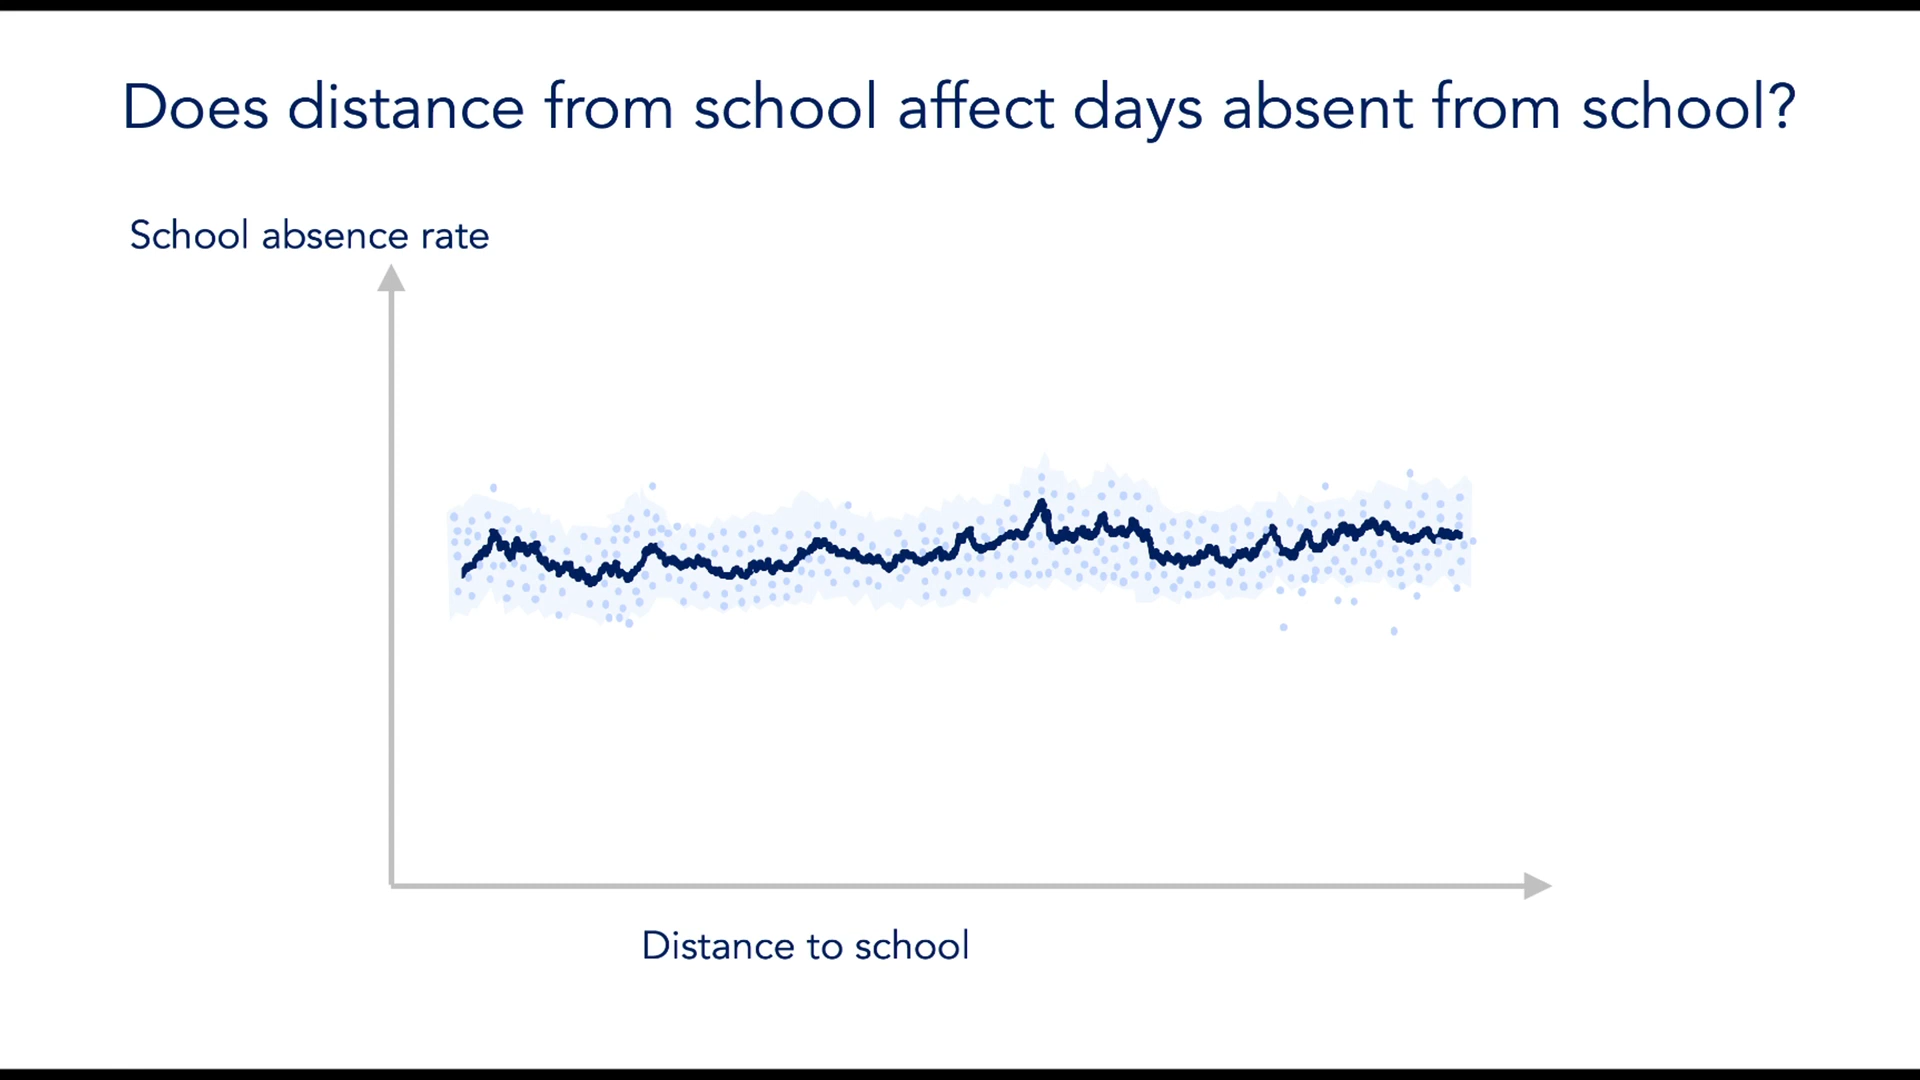 Does distance from school affect days absent from school?
School absence rate
Distance to school